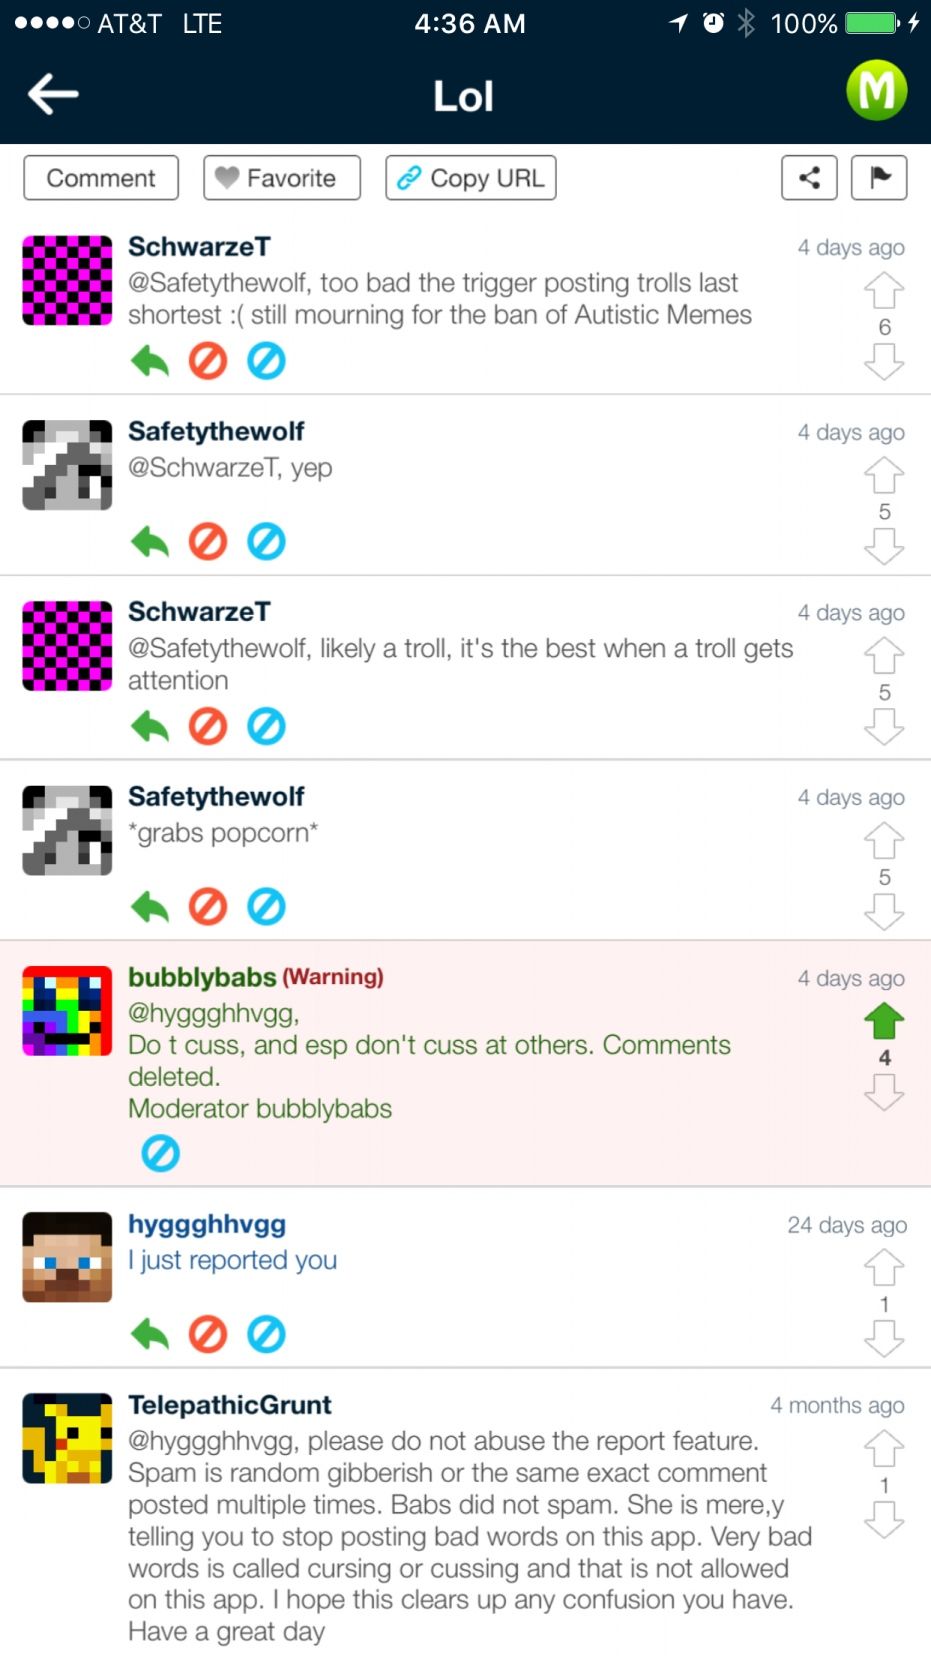 AT&T LTE 4:36 AM 100%
Lol
M
Comment Favorite Copy URL
SchwarzeT 4 days ago
@Safetythewolf, too bad the trigger posting trolls last
shortest :( still mourning for the ban of Autistic Memes
6
Safetythewolf 4 days ago
@SchwarzeT, yep
5
SchwarzeT 4 days ago
@Safetythewolf, likely a troll, it's the best when a troll gets
attention
5
Safetythewolf 4 days ago
*grabs popcorn*
5
bubblybabs (Warning) 4 days ago
@hyggghhvgg,
Do t cuss, and esp don't cuss at others. Comments
deleted.
4
Moderator bubblybabs
hyggghhvgg 24 days ago
I just reported you
1
TelepathicGrunt 4 months ago
@hyggghhvgg, please do not abuse the report feature.
Spam is random gibberish or the same exact comment
1
posted multiple times. Babs did not spam. She is mere,y
telling you to stop posting bad words on this app. Very bad
words is called cursing or cussing and that is not allowed
on this app. I hope this clears up any confusion you have.
Have a great day